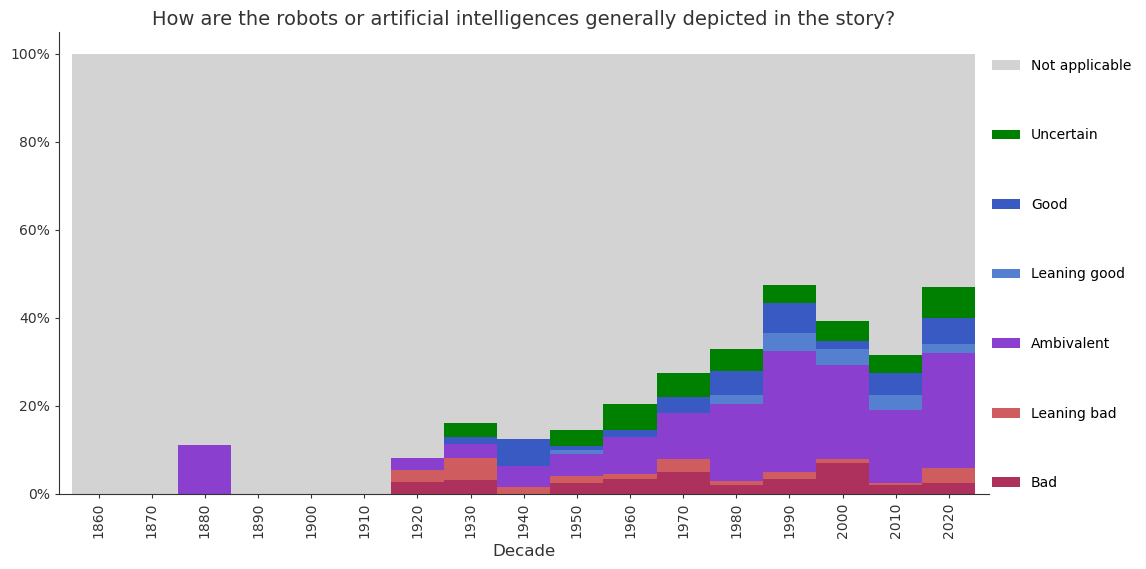 How are the robots or artificial intelligences generally depicted in the story?
100%
80%
60%
40%
20%
0%
1860
1870
1880
1890
1900
1910
1920
1930
1940
1950
1960
1970
1980
1990
2000
2010
2020
Decade
Not applicable
Uncertain
Good
Leaning good
Ambivalent
Leaning bad
Bad